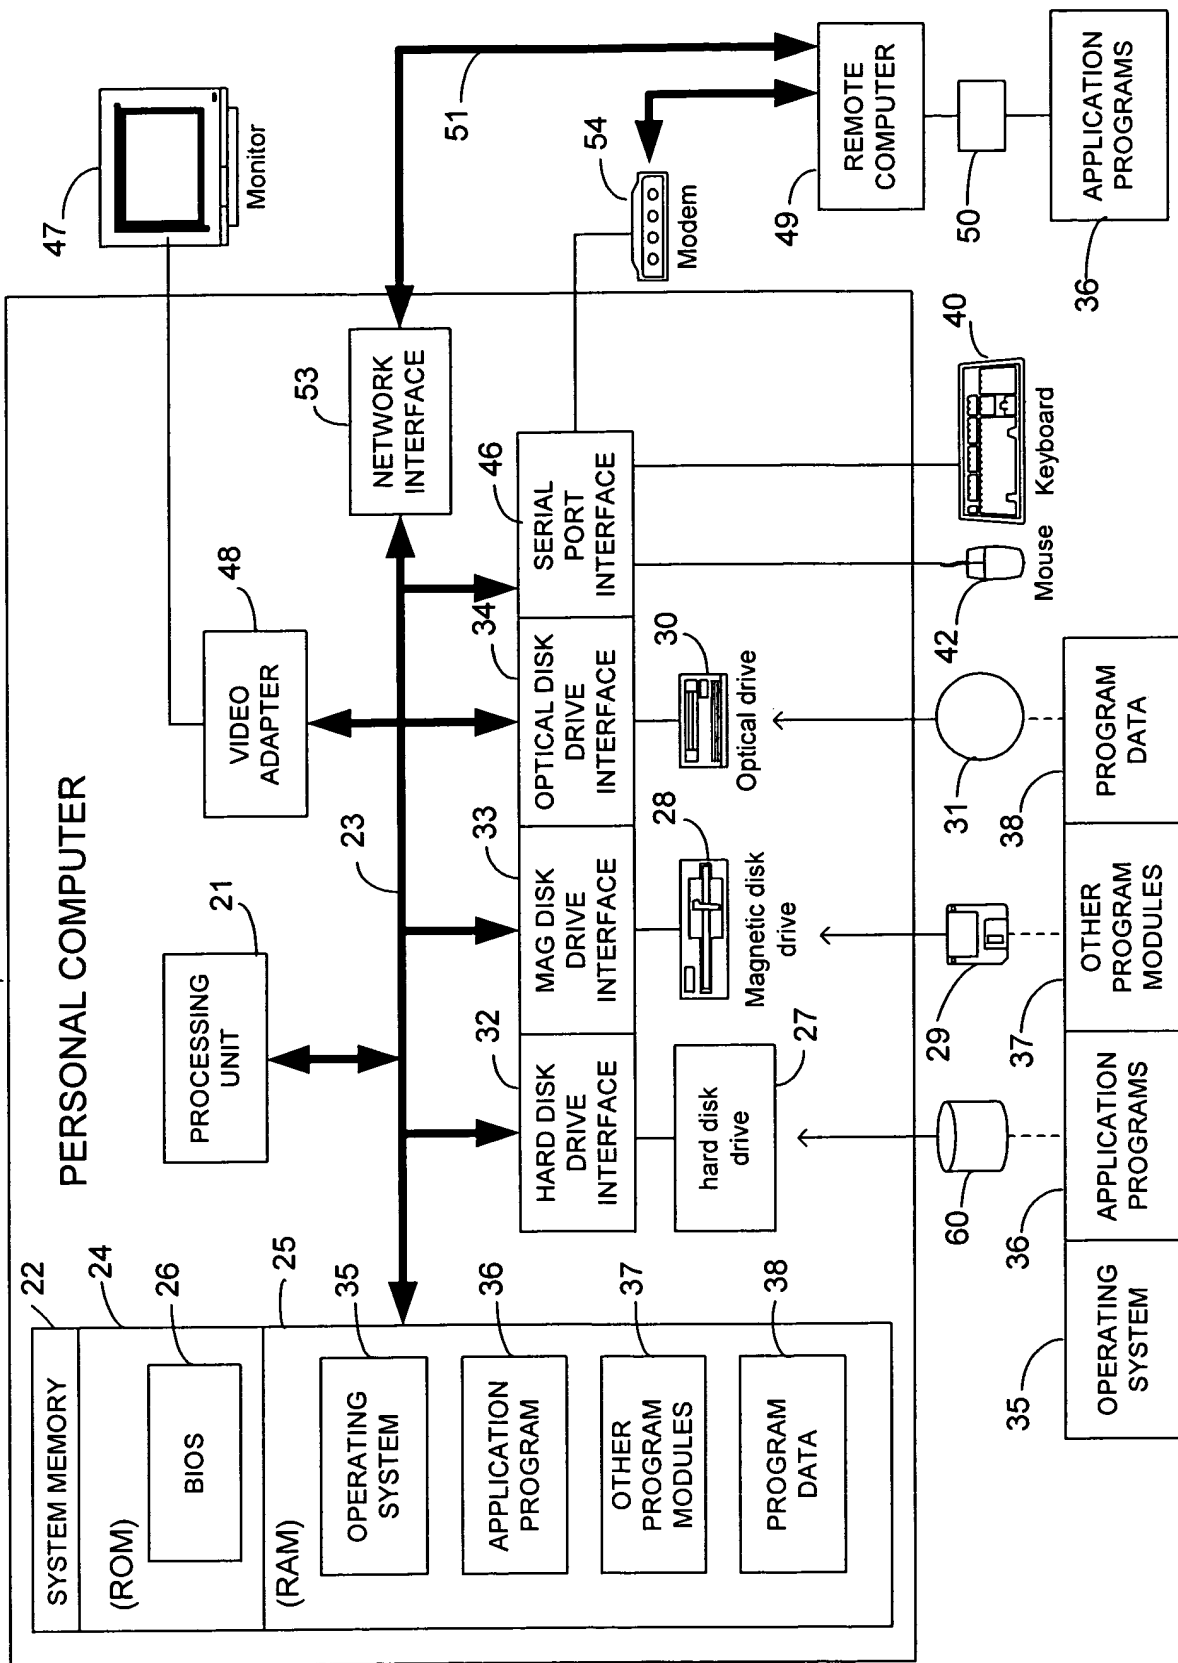 PERSONAL COMPUTER
SYSTEM MEMORY
22
(ROM)
24
BIOS
26
(RAM)
25
OPERATING
SYSTEM
35
APPLICATION
PROGRAM
36
OTHER
PROGRAM
MODULES
37
PROGRAM
DATA
38
PROCESSING
UNIT
21
VIDEO
ADAPTER
48
47
Monitor
23
53
NETWORK
INTERFACE
51
HARD DISK
DRIVE
INTERFACE
32
MAG DISK
DRIVE
INTERFACE
33
OPTICAL DISK
DRIVE
INTERFACE
34
SERIAL
PORT
INTERFACE
46
hard disk
drive
27
Magnetic disk
drive
28
Optical drive
30
Modem
54
49
REMOTE
COMPUTER
50
60
29
31
42
Mouse
Keyboard
40
35
OPERATING
SYSTEM
36
APPLICATION
PROGRAMS
37
OTHER
PROGRAM
MODULES
38
PROGRAM
DATA
36
APPLICATION
PROGRAMS